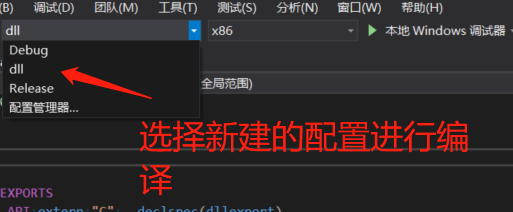 (B) 调试(D) 团队(M) 工具(T) 测试(S) 分析(N) 窗口(W) 帮助(H)
dll x86 本地 Windows 调试器
Debug
dll
Release 全局范围)
配置管理器...
选择新建的配置进行编
译
EXPORTS
API extern "C" __declspec(dllexport)